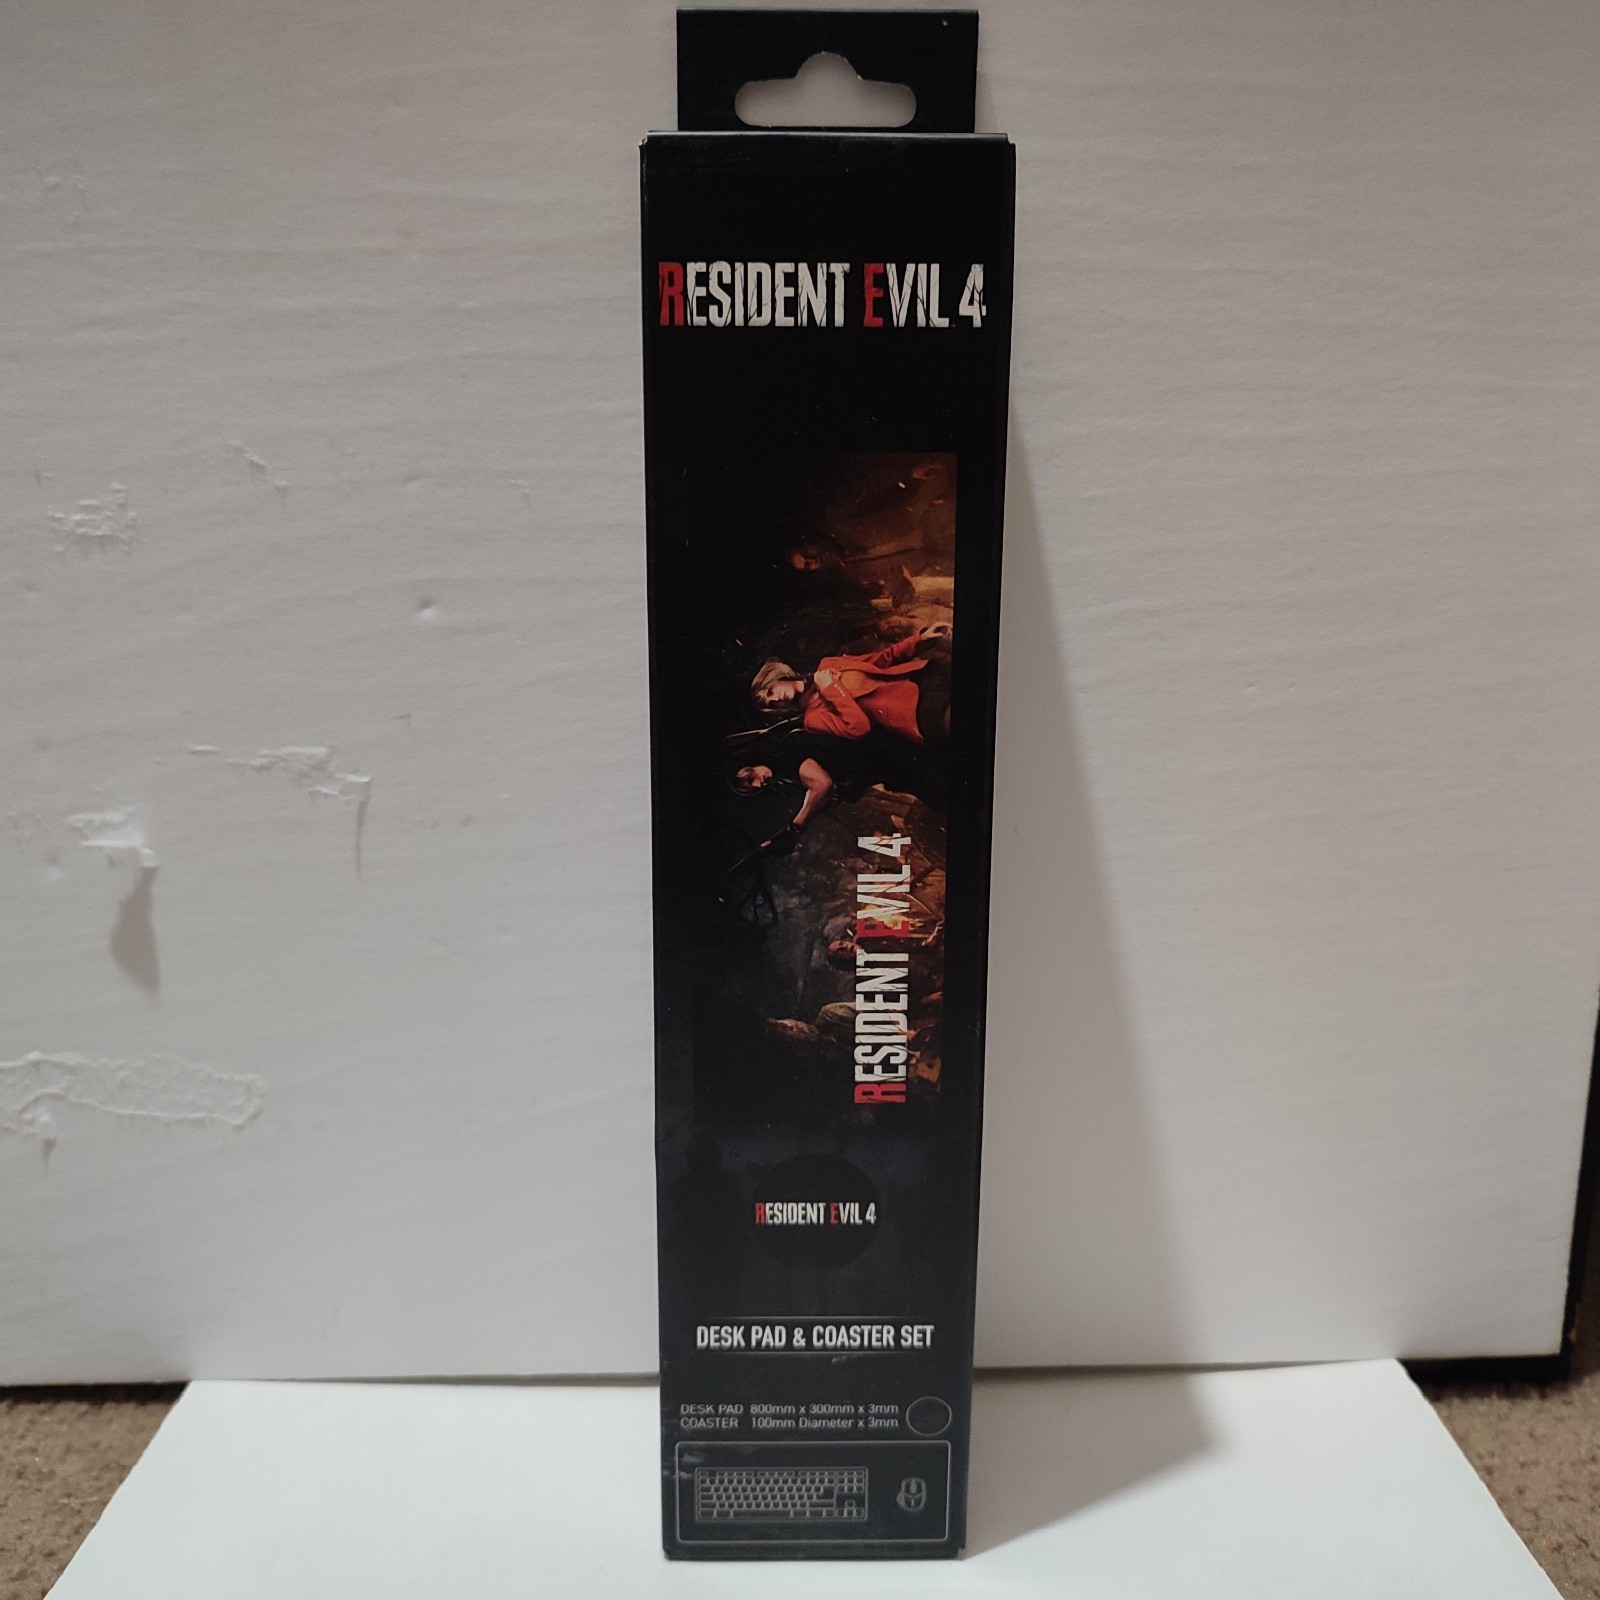 RESIDENT EVIL 4
RESIDENT EVIL 4
RESIDENT EVIL 4
DESK PAD & COASTER SET
DESK PAD 800mm x 300mm x 3mm
COASTER 100mm Diameter x 3mm